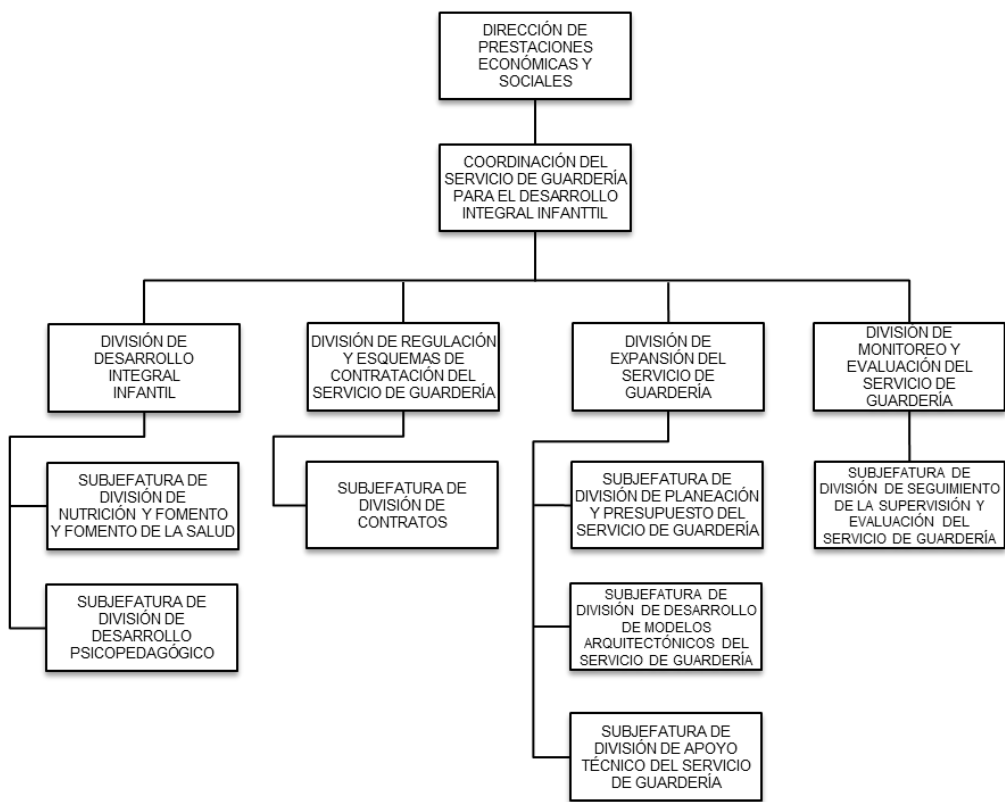 DIRECCIÓN DE
PRESTACIONES
ECONÓMICAS Y
SOCIALES
COORDINACIÓN DEL
SERVICIO DE GUARDERÍA
PARA EL DESARROLLO
INTEGRAL INFANTTIL
DIVISIÓN DE
DESARROLLO
INTEGRAL
INFANTIL
DIVISIÓN DE REGULACIÓN
Y ESQUEMAS DE
CONTRATACIÓN DEL
SERVICIO DE GUARDERÍA
DIVISIÓN DE
EXPANSIÓN DEL
SERVICIO DE
GUARDERÍA
DIVISIÓN DE
MONITOREO Y
EVALUACIÓN DEL
SERVICIO DE
GUARDERÍA
SUBJEFATURA DE
DIVISIÓN DE
NUTRICIÓN Y FOMENTO
Y FOMENTO DE LA SALUD
SUBJEFATURA DE
DIVISIÓN DE
CONTRATOS
SUBJEFATURA DE
DIVISIÓN DE PLANEACIÓN
Y PRESUPUESTO DEL
SERVICIO DE GUARDERÍA
SUBJEFATURA DE
DIVISIÓN DE SEGUIMIENTO
DE LA SUPERVISIÓN Y
EVALUACIÓN DEL
SERVICIO DE GUARDERÍA
SUBJEFATURA DE
DIVISIÓN DE
DESARROLLO
PSICOPEDAGÓGICO
SUBJEFATURA DE
DIVISIÓN DE DESARROLLO
DE MODELOS
ARQUITECTÓNICOS DEL
SERVICIO DE GUARDERÍA
SUBJEFATURA DE
DIVISIÓN DE APOYO
TÉCNICO DEL SERVICIO
DE GUARDERÍA